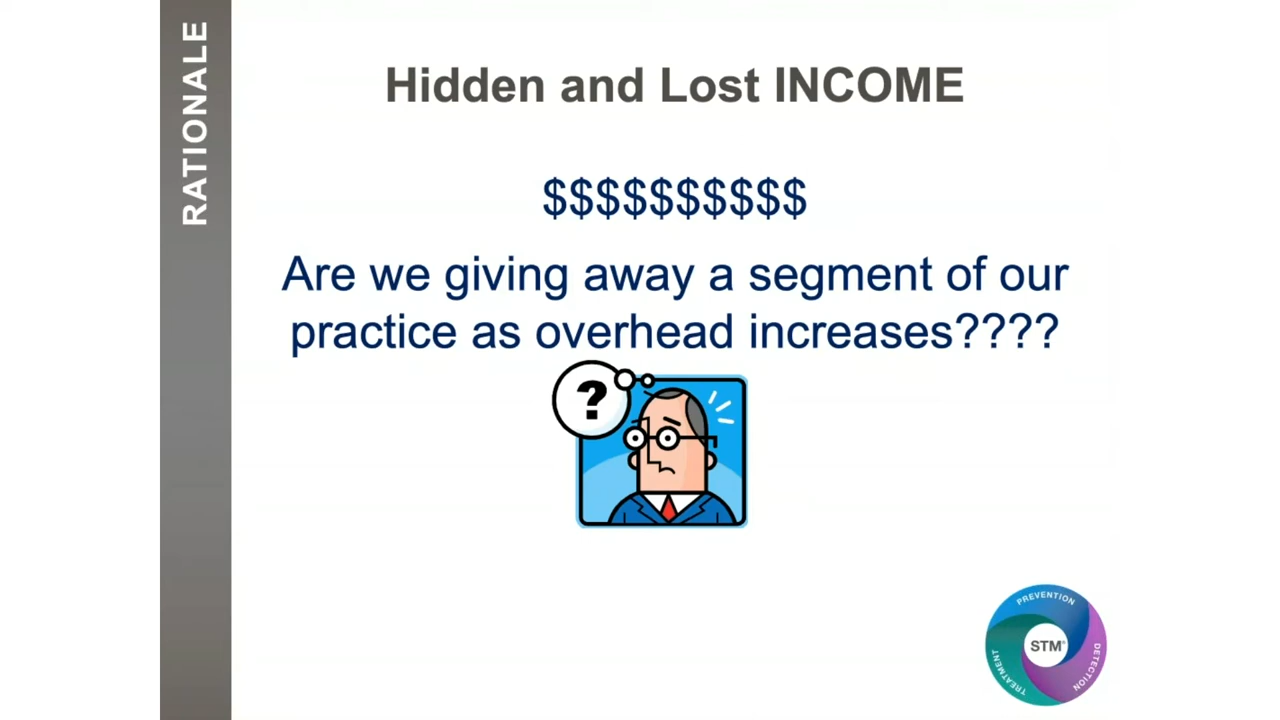 RATIONALE
Hidden and Lost INCOME
$$$$$$$$$$
Are we giving away a segment of our
practice as overhead increases????
?
PREVENTION
STM®
TREATMENT
DETECTION